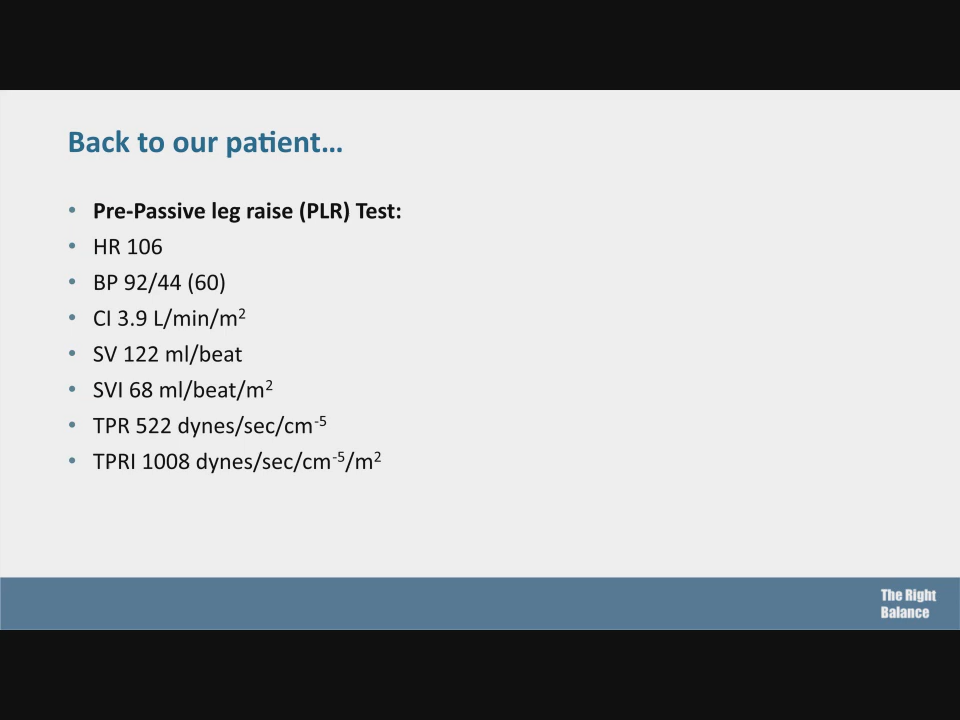 Back to our patient...
• Pre-Passive leg raise (PLR) Test:
• HR 106
• BP 92/44 (60)
• CI 3.9 L/min/m²
• SV 122 ml/beat
• SVI 68 ml/beat/m²
• TPR 522 dynes/sec/cm⁻⁵
• TPRI 1008 dynes/sec/cm⁻⁵/m²
The Right
Balance